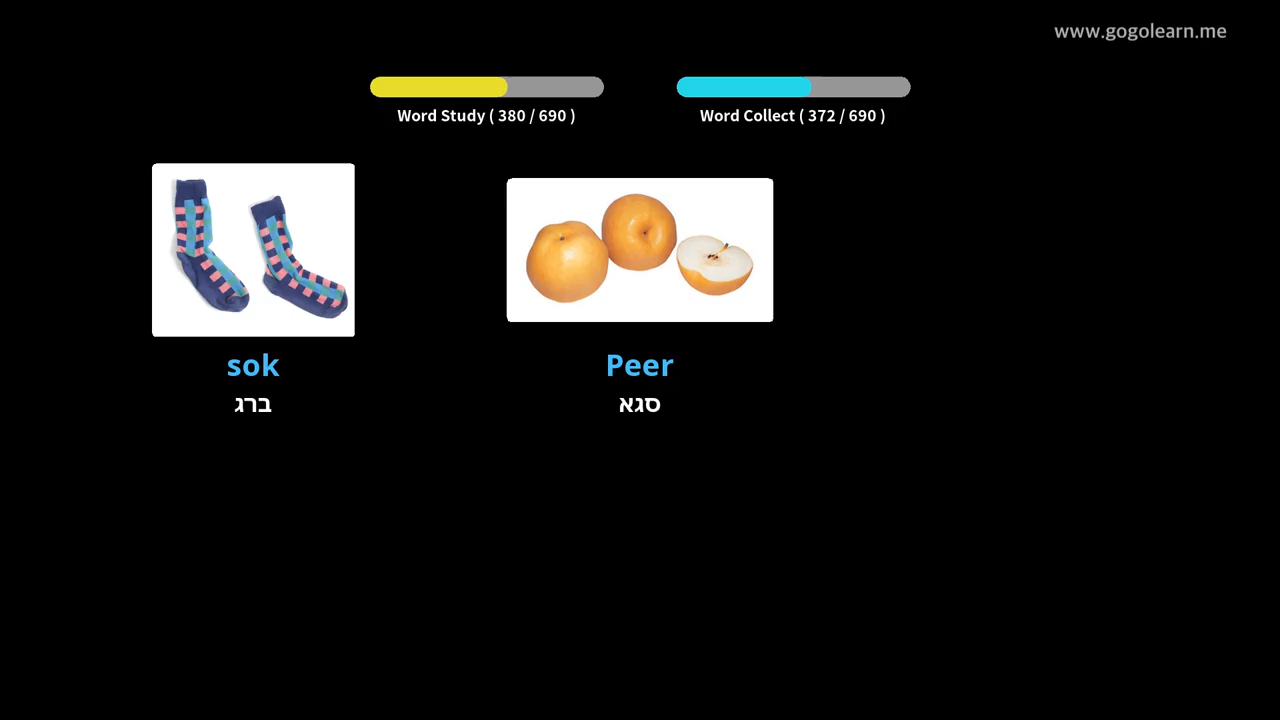 www.gogolearn.me
Word Study ( 380 / 690 )
Word Collect ( 372 / 690 )
sok
ברג
Peer
סגא